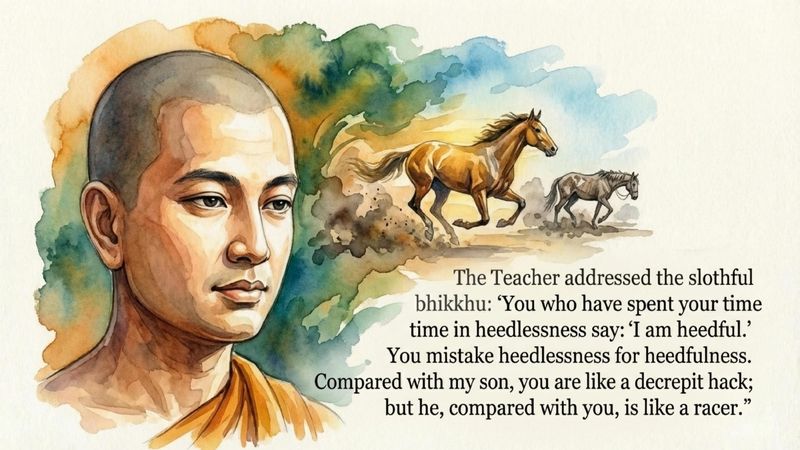 The Teacher addressed the slothful
bhikkhu: ‘You who have spent your time
time in heedlessness say: ‘I am heedful.’
You mistake heedlessness for heedfulness.
Compared with my son, you are like a decrepit hack;
but he, compared with you, is like a racer.”